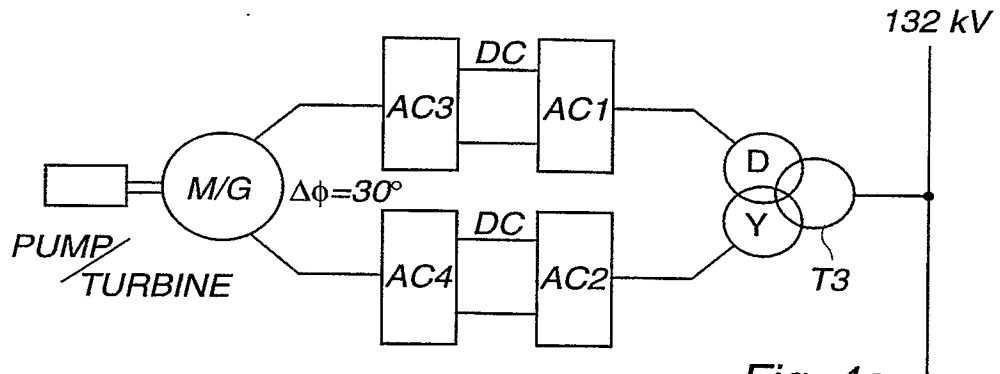 132 kV
DC
AC3
AC1
D
M/G
Δϕ=30°
Y
DC
PUMP/
TURBINE
AC4
AC2
T3